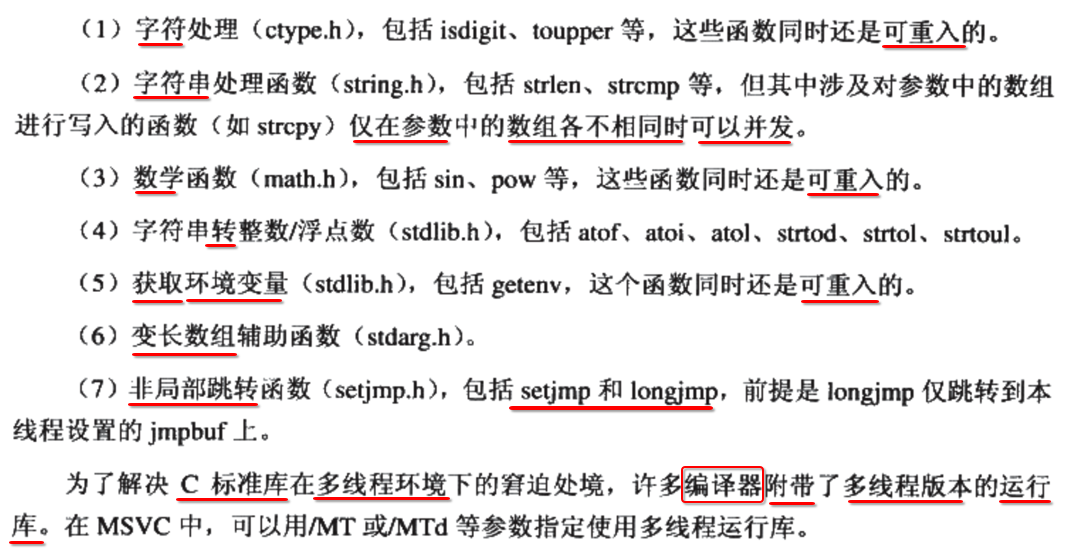 （1）字符处理（ctype.h），包括 isdigit、toupper 等，这些函数同时还是可重入的。
（2）字符串处理函数（string.h），包括 strlen、strcmp 等，但其中涉及对参数中的数组
进行写入的函数（如 strcpy）仅在参数中的数组各不相同时可以并发。
（3）数学函数（math.h），包括 sin、pow 等，这些函数同时还是可重入的。
（4）字符串转整数/浮点数（stdlib.h），包括 atof、atoi、atol、strtod、strtol、strtoul。
（5）获取环境变量（stdlib.h），包括 getenv，这个函数同时还是可重入的。
（6）变长数组辅助函数（stdarg.h）。
（7）非局部跳转函数（setjmp.h），包括 setjmp 和 longjmp，前提是 longjmp 仅跳转到本
线程设置的 jmpbuf 上。
为了解决 C 标准库在多线程环境下的窘迫处境，许多编译器附带了多线程版本的运行
库。在 MSVC 中，可以用/MT 或/MTd 等参数指定使用多线程运行库。